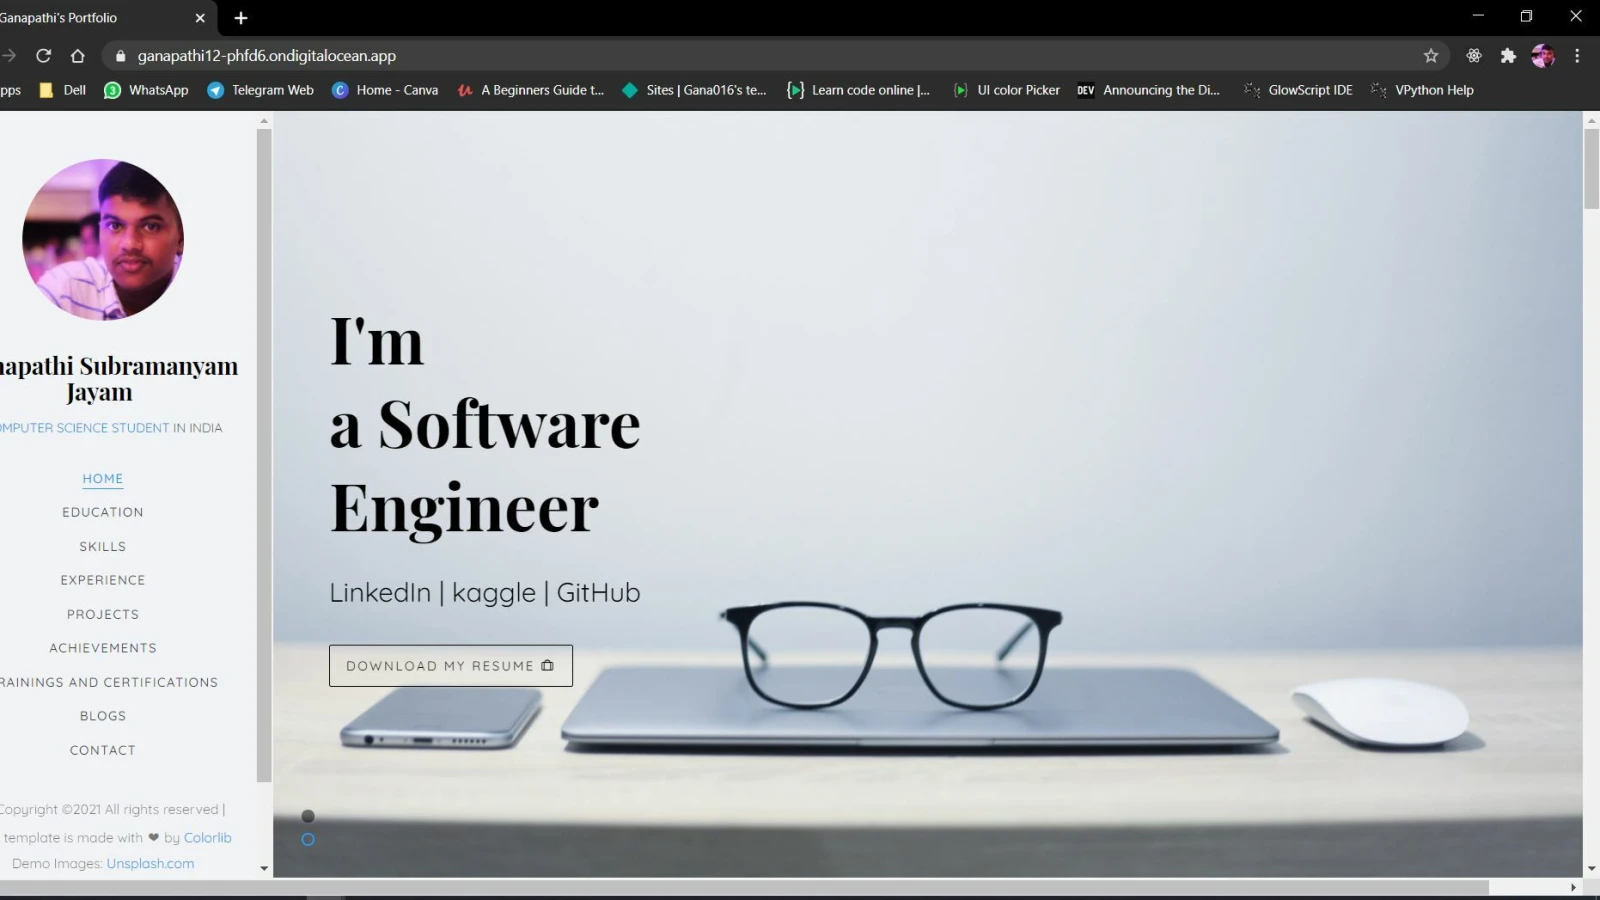 Ganapathi's Portfolio
ganapathi12-phfd6.ondigitalocean.app
pps Dell WhatsApp Telegram Web Home - Canva A Beginners Guide t... Sites | Gana016's te... Learn code online |... UI color Picker DEV Announcing the Di... GlowScript IDE VPython Help
napathi Subramanyam
Jayam
OMPUTER SCIENCE STUDENT IN INDIA
HOME
EDUCATION
SKILLS
EXPERIENCE
PROJECTS
ACHIEVEMENTS
RAININGS AND CERTIFICATIONS
BLOGS
CONTACT
Copyright ©2021 All rights reserved |
template is made with ❤ by Colorlib
Demo Images: Unsplash.com
I'm
a Software
Engineer
LinkedIn | kaggle | GitHub
DOWNLOAD MY RESUME